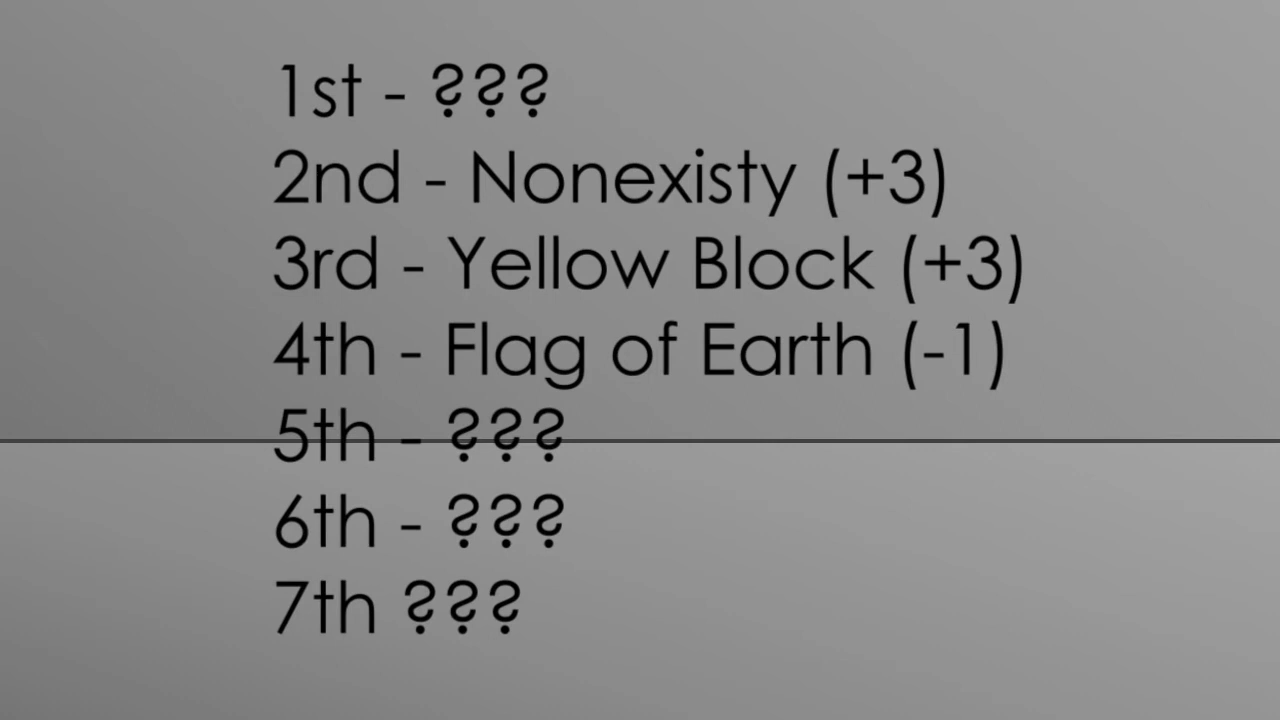 1st - ???
2nd - Nonexisty (+3)
3rd - Yellow Block (+3)
4th - Flag of Earth (-1)
5th - ???
6th - ???
7th ???